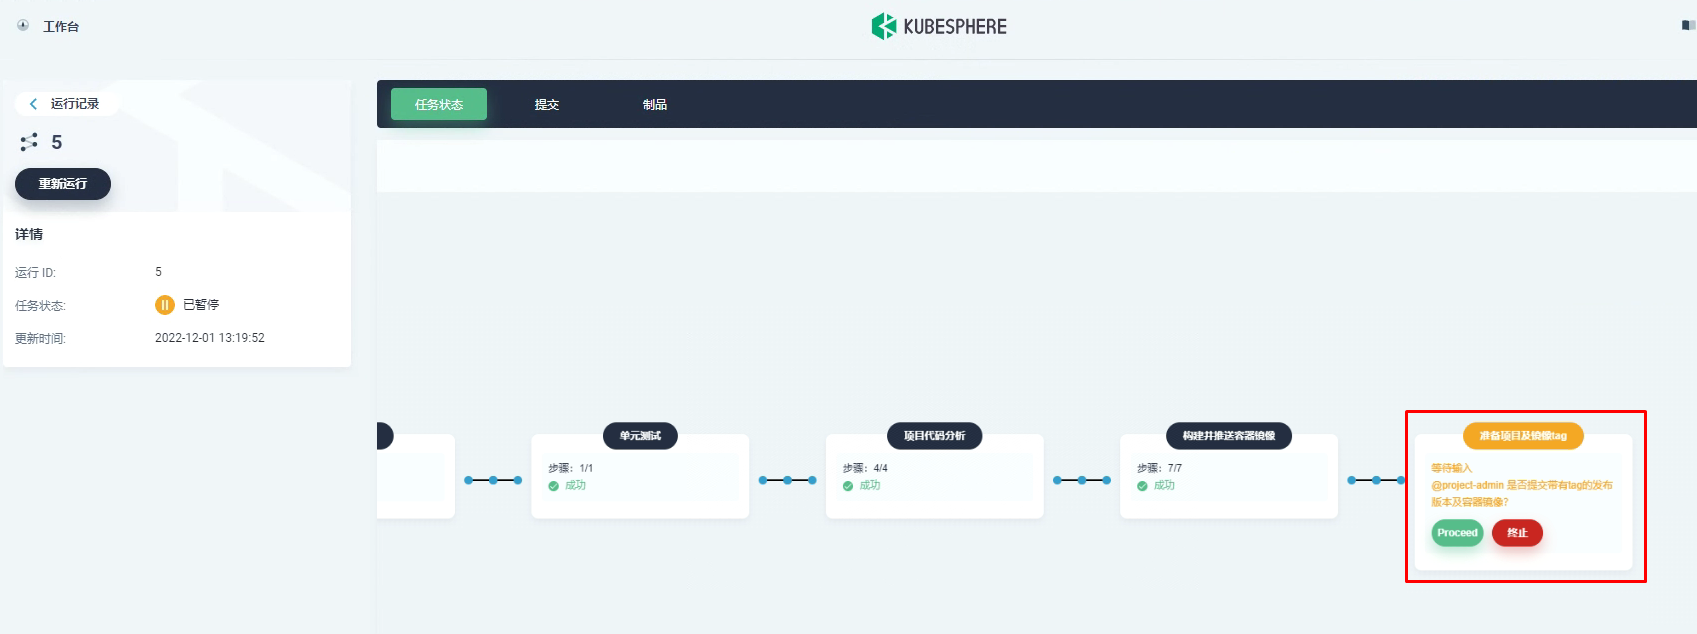 工作台
KUBESPHERE
运行记录
5
重新运行
详情
运行 ID:
5
任务状态:
已暂停
更新时间:
2022-12-01 13:19:52
任务状态
提交
制品
单元测试
步骤：1/1
成功
项目代码分析
步骤：4/4
成功
构建并推送容器镜像
步骤：7/7
成功
准备项目及镜像tag
等待输入
@project-admin 是否提交带有tag的发布
版本及容器镜像?
Proceed
终止